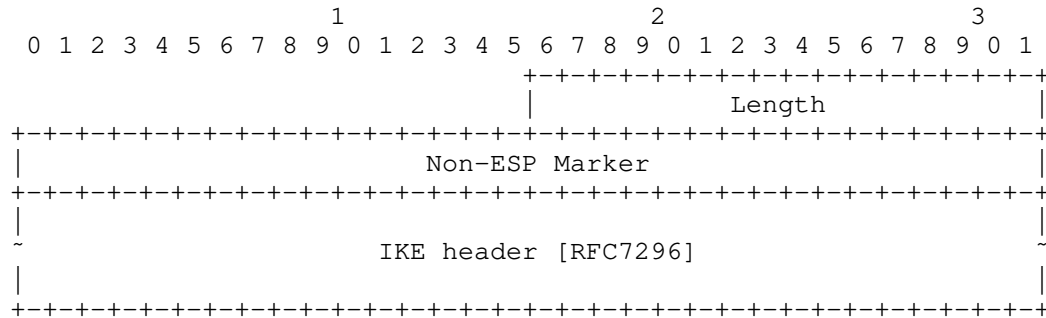 1                   2                   3
 0 1 2 3 4 5 6 7 8 9 0 1 2 3 4 5 6 7 8 9 0 1 2 3 4 5 6 7 8 9 0 1
                                  +-+-+-+-+-+-+-+-+-+-+-+-+-+-+-+-+-+
                                  |            Length             |
+-+-+-+-+-+-+-+-+-+-+-+-+-+-+-+-+-+-+-+-+-+-+-+-+-+-+-+-+-+-+-+-+-+
|                          Non-ESP Marker                         |
+-+-+-+-+-+-+-+-+-+-+-+-+-+-+-+-+-+-+-+-+-+-+-+-+-+-+-+-+-+-+-+-+-+
|                                                               |
~                      IKE header [RFC7296]                      ~
|                                                               |
+-+-+-+-+-+-+-+-+-+-+-+-+-+-+-+-+-+-+-+-+-+-+-+-+-+-+-+-+-+-+-+-+-+